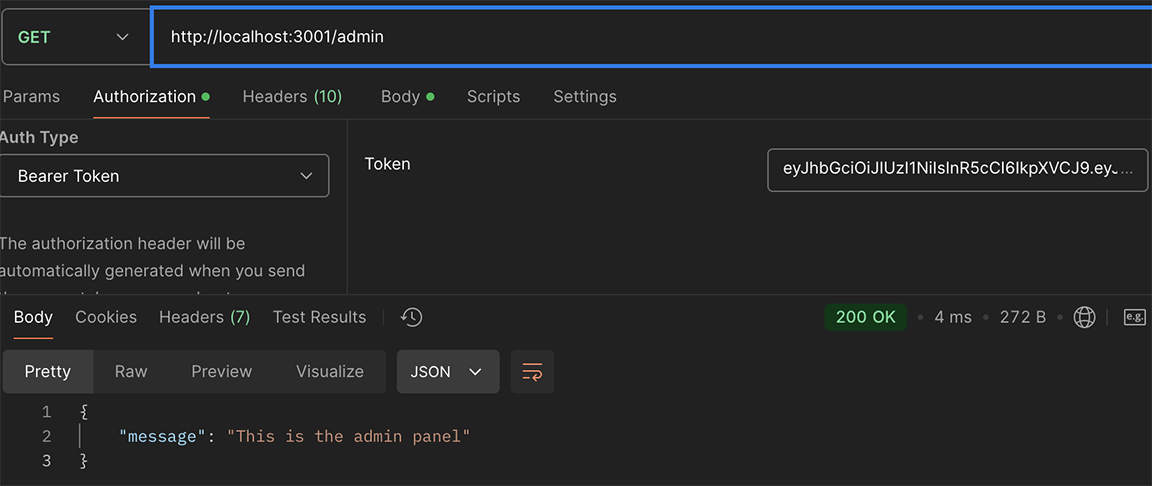 GET http://localhost:3001/admin
Params Authorization Headers (10) Body Scripts Settings
Auth Type
Bearer Token
Token eyJhbGciOiJIUzI1NiIsInR5cCI6IkpXVCJ9.ey...
The authorization header will be
automatically generated when you send
Body Cookies Headers (7) Test Results 200 OK 4 ms 272 B e.g.
Pretty Raw Preview Visualize JSON
1 {
2 "message": "This is the admin panel"
3 }